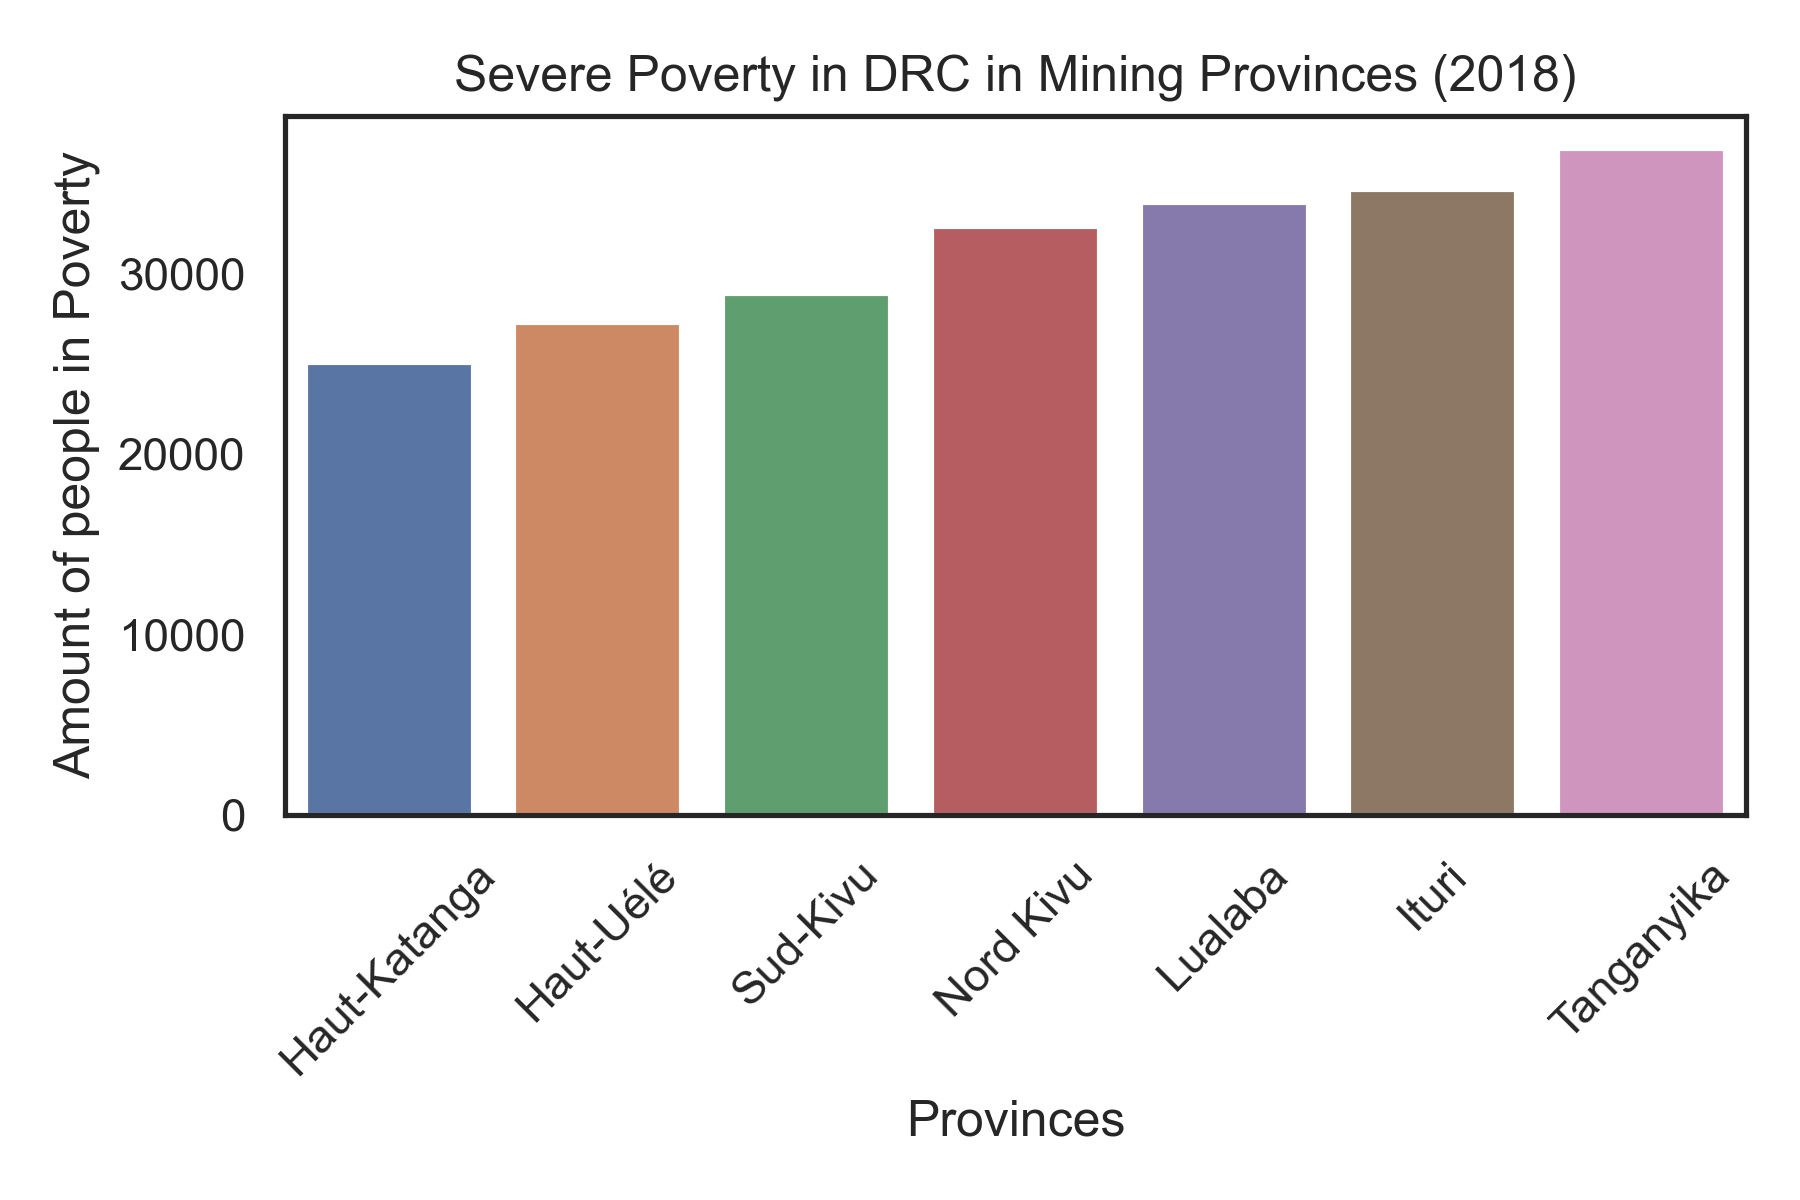 Severe Poverty in DRC in Mining Provinces (2018)
Amount of people in Poverty
30000
20000
10000
0
Haut-Katanga
Haut-Uélé
Sud-Kivu
Nord Kivu
Lualaba
Ituri
Tanganyika
Provinces